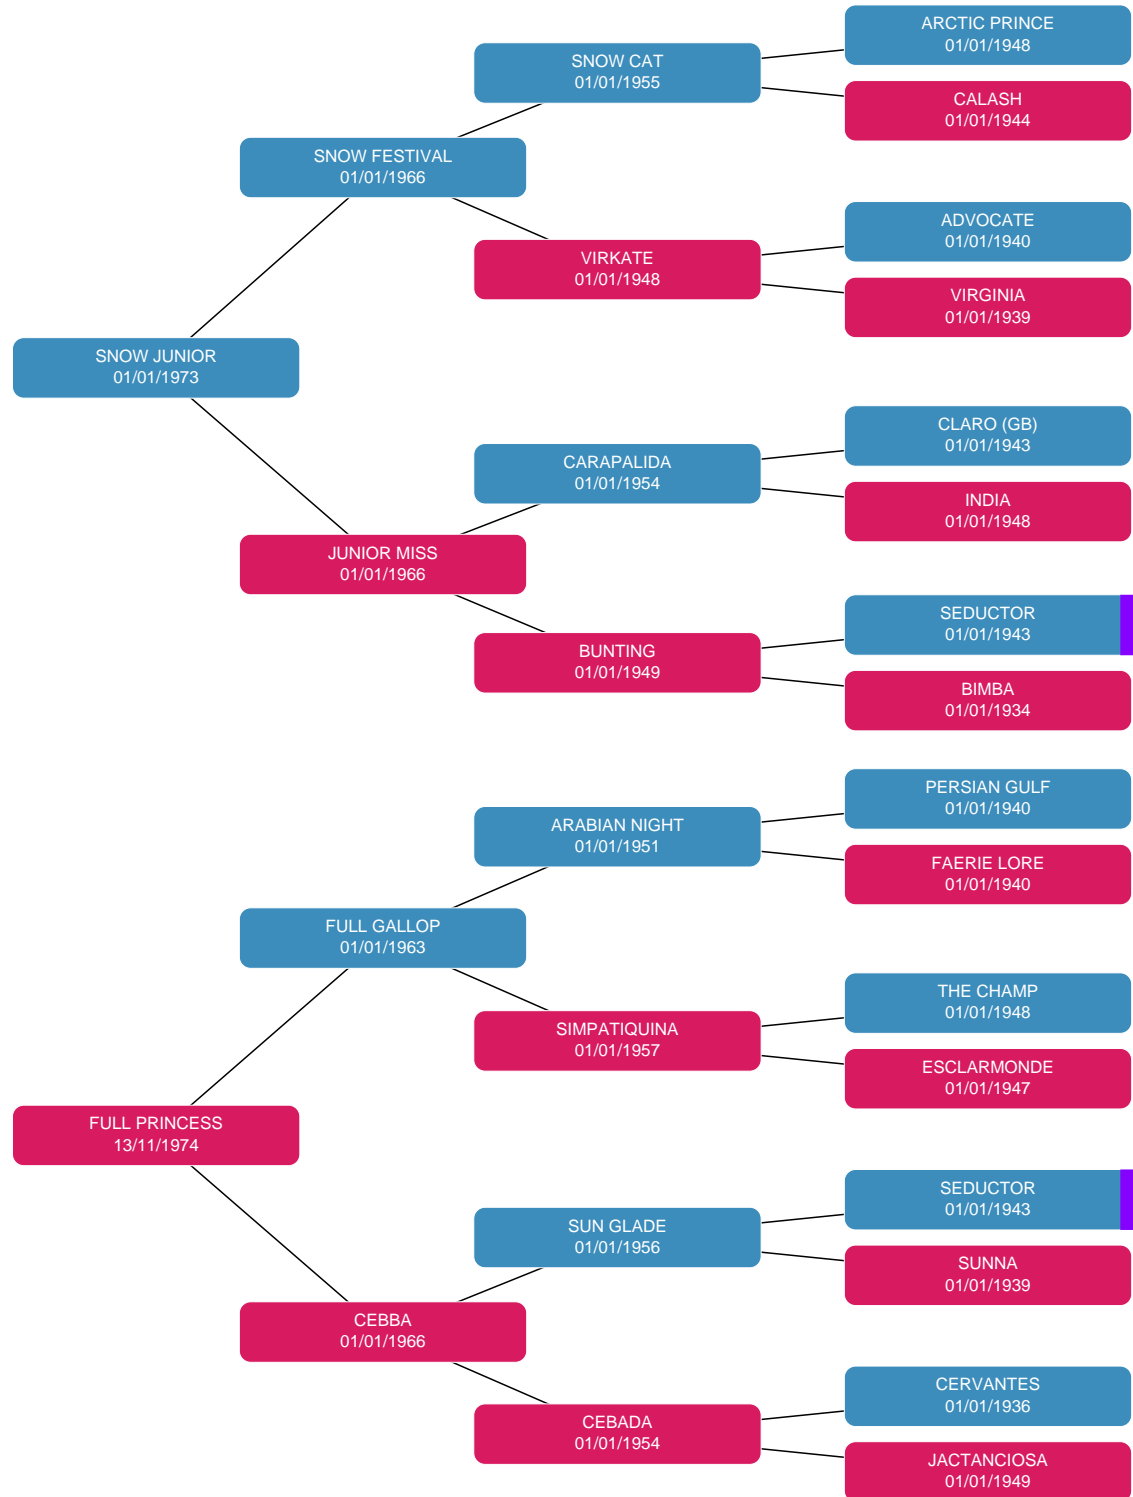 ARCTIC PRINCE
01/01/1948
SNOW CAT
01/01/1955
CALASH
01/01/1944
SNOW FESTIVAL
01/01/1966
ADVOCATE
01/01/1940
VIRKATE
01/01/1948
VIRGINIA
01/01/1939
SNOW JUNIOR
01/01/1973
CLARO (GB)
01/01/1943
CARAPALIDA
01/01/1954
INDIA
01/01/1948
JUNIOR MISS
01/01/1966
SEDUCTOR
01/01/1943
BUNTING
01/01/1949
BIMBA
01/01/1934
PERSIAN GULF
01/01/1940
ARABIAN NIGHT
01/01/1951
FAERIE LORE
01/01/1940
FULL GALLOP
01/01/1963
THE CHAMP
01/01/1948
SIMPATIQUINA
01/01/1957
ESCLARMONDE
01/01/1947
FULL PRINCESS
13/11/1974
SEDUCTOR
01/01/1943
SUN GLADE
01/01/1956
SUNNA
01/01/1939
CEBBA
01/01/1966
CERVANTES
01/01/1936
CEBADA
01/01/1954
JACTANCIOSA
01/01/1949